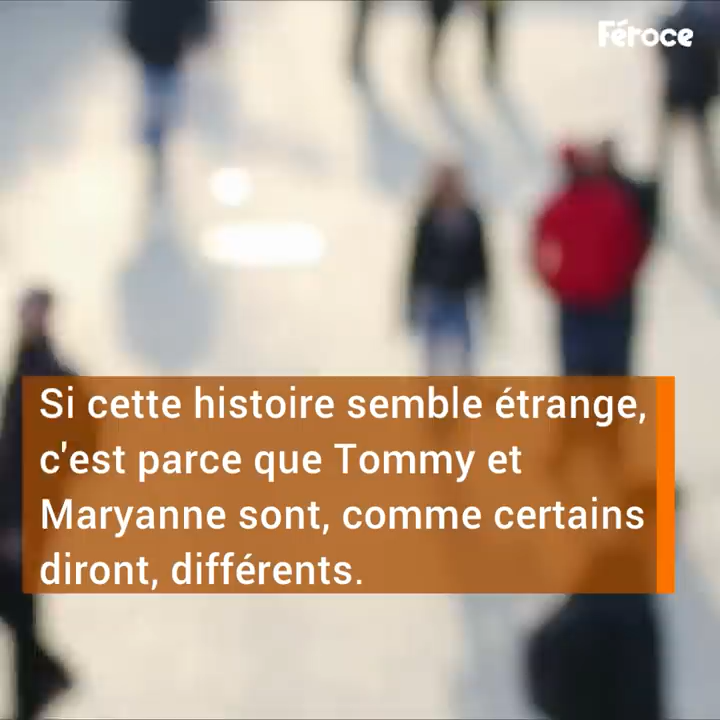 Féroce
Si cette histoire semble étrange,
c'est parce que Tommy et
Maryanne sont, comme certains
diront, différents.